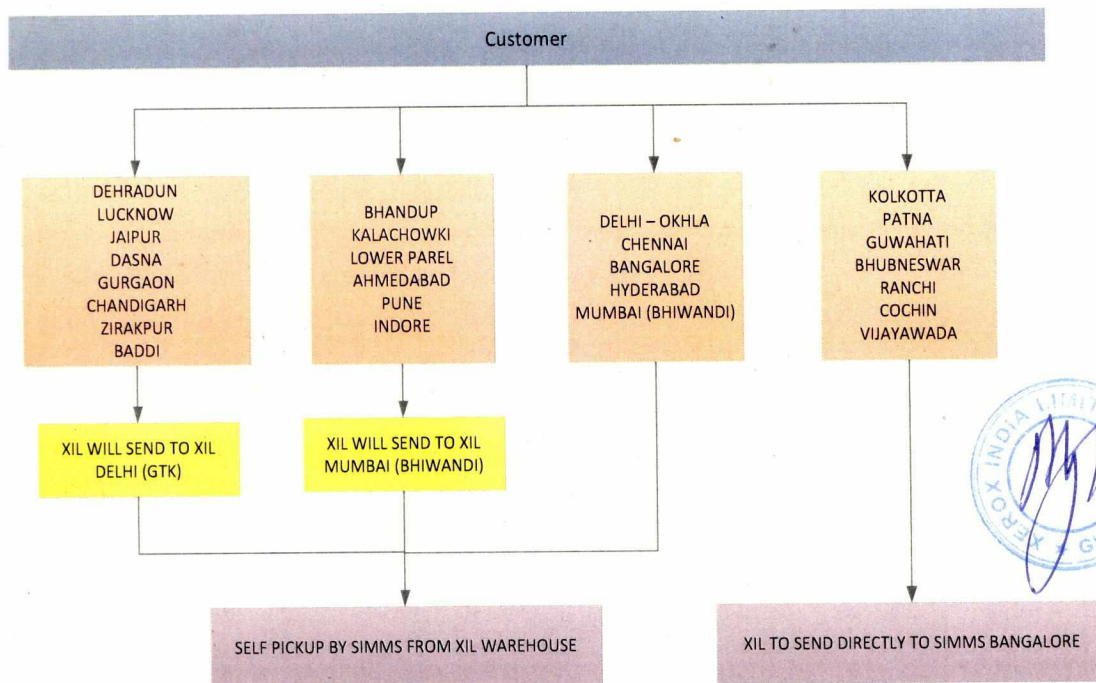 Customer
DEHRADUN
LUCKNOW
JAIPUR
DASNA
GURGAON
CHANDIGARH
ZIRAKPUR
BADDI
BHANDUP
KALACHOWKI
LOWER PAREL
AHMEDABAD
PUNE
INDORE
DELHI – OKHLA
CHENNAI
BANGALORE
HYDERABAD
MUMBAI (BHIWANDI)
KOLKOTTA
PATNA
GUWAHATI
BHUBNESWAR
RANCHI
COCHIN
VIJAYAWADA
XIL WILL SEND TO XIL
DELHI (GTK)
XIL WILL SEND TO XIL
MUMBAI (BHIWANDI)
XEROX INDIA LIMIT
SELF PICKUP BY SIMMS FROM XIL WAREHOUSE
XIL TO SEND DIRECTLY TO SIMMS BANGALORE